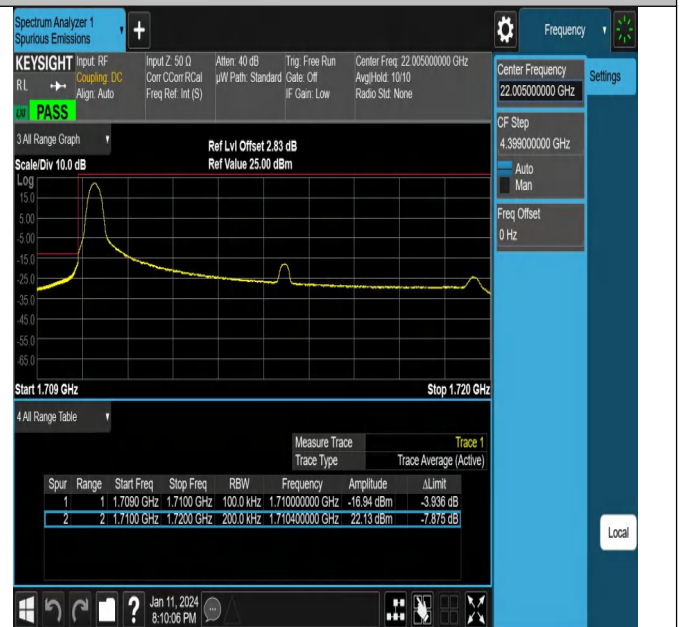 Spectrum Analyzer 1
Spurious Emissions
Frequency
KEYSIGHT
RL
Input: RF
Coupling: DC
Align: Auto
Input Z: 50 Ω
Corr CCorr RCal
Freq Ref: Int (S)
Atten: 40 dB
µW Path: Standard
Trig: Free Run
Gate: Off
IF Gain: Low
Center Freq: 22.005000000 GHz
Avg|Hold: 10/10
Radio Std: None
PASS
Center Frequency
22.005000000 GHz
Settings
CF Step
4.399000000 GHz
Auto
Man
Freq Offset
0 Hz
3 All Range Graph
Scale/Div 10.0 dB
Ref Lvl Offset 2.83 dB
Ref Value 25.00 dBm
Log
15.0
5.00
-5.00
-15.0
-25.0
-35.0
-45.0
-55.0
-65.0
Start 1.709 GHz Stop 1.720 GHz
4 All Range Table
Measure Trace Trace 1
Trace Type Trace Average (Active)
Spur Range Start Freq Stop Freq RBW Frequency Amplitude ΔLimit
1 1 1.7090 GHz 1.7100 GHz 100.0 kHz 1.710000000 GHz -16.94 dBm -3.936 dB
2 2 1.7100 GHz 1.7200 GHz 200.0 kHz 1.710400000 GHz 22.13 dBm -7.875 dB
Local
Jan 11, 2024
8:10:06 PM